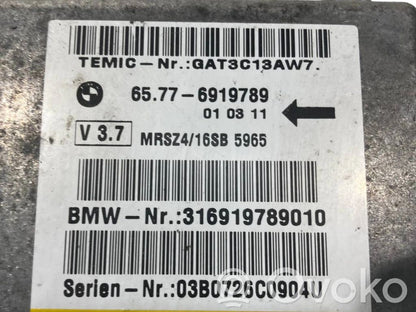 TEMIC-Nr.:GAT3C13AW7.
65.77-6919789
01 03 11
V 3.7
MRSZ4/16SB 5965
BMW-Nr.:316919789010
Serien-Nr.:03B0726C0904U
Ovoko